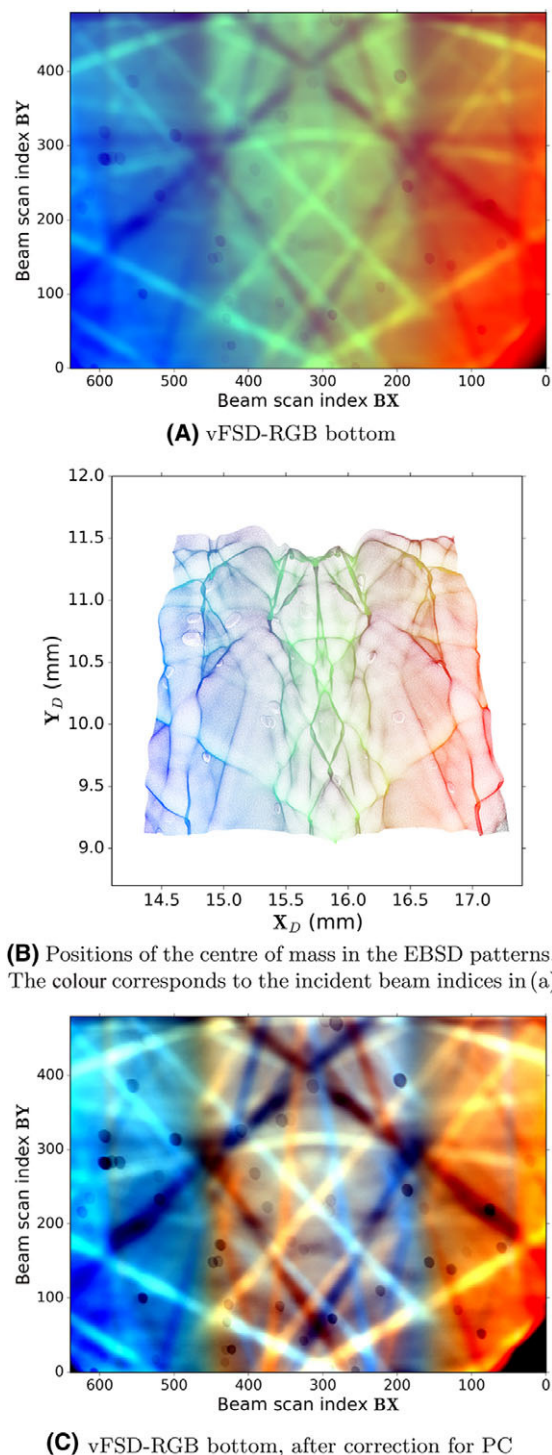 400
300
200
100
0
Beam scan index BY
600 500 400 300 200 100 0
Beam scan index BX
(A) vFSD-RGB bottom
12.0
11.5
11.0
10.5
10.0
9.5
9.0
Y_D (mm)
14.5 15.0 15.5 16.0 16.5 17.0
X_D (mm)
(B) Positions of the centre of mass in the EBSD patterns.
The colour corresponds to the incident beam indices in (a)
400
300
200
100
0
Beam scan index BY
600 500 400 300 200 100 0
Beam scan index BX
(C) vFSD-RGB bottom, after correction for PC